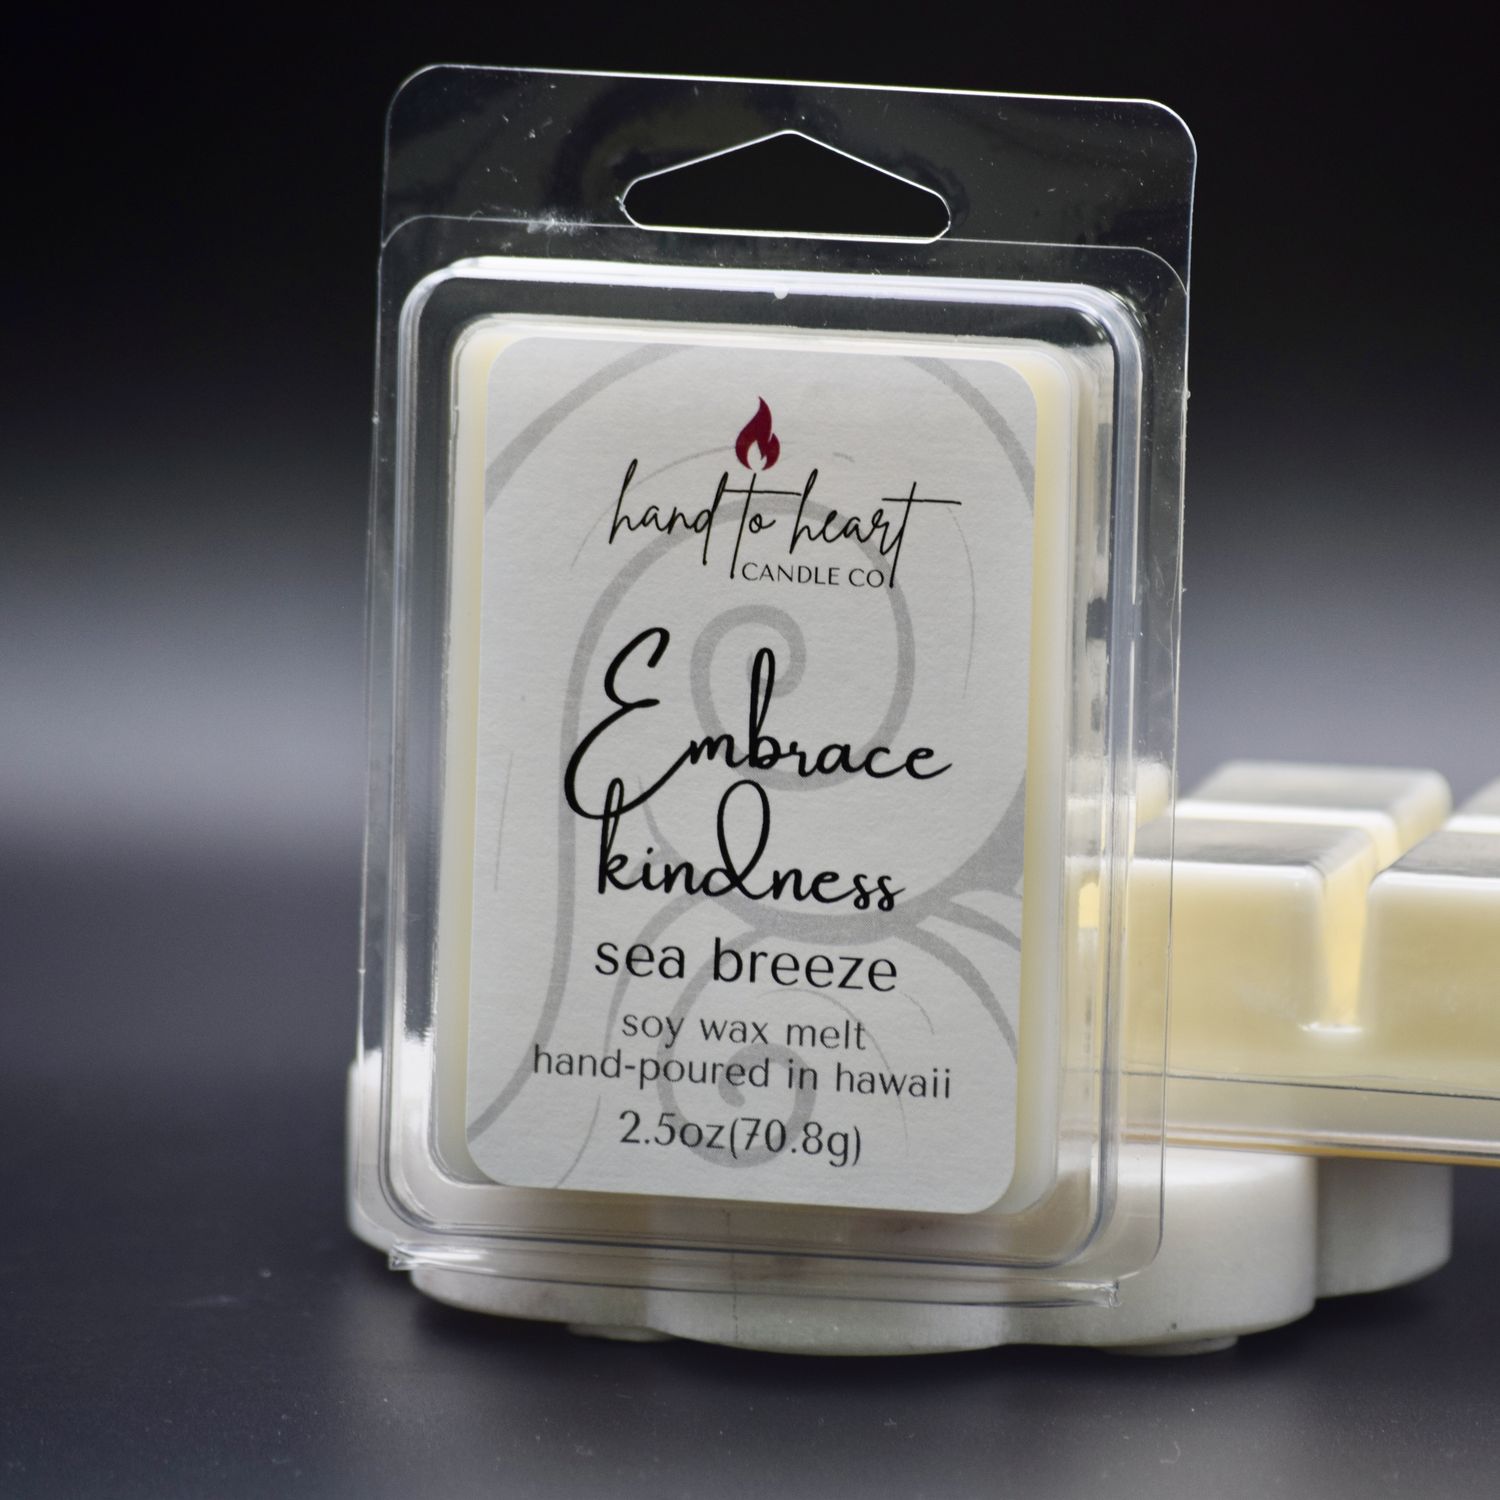 hand to heart
CANDLE CO
Embrace
kindness
sea breeze
soy wax melt
hand-poured in hawaii
2.5oz(70.8g)